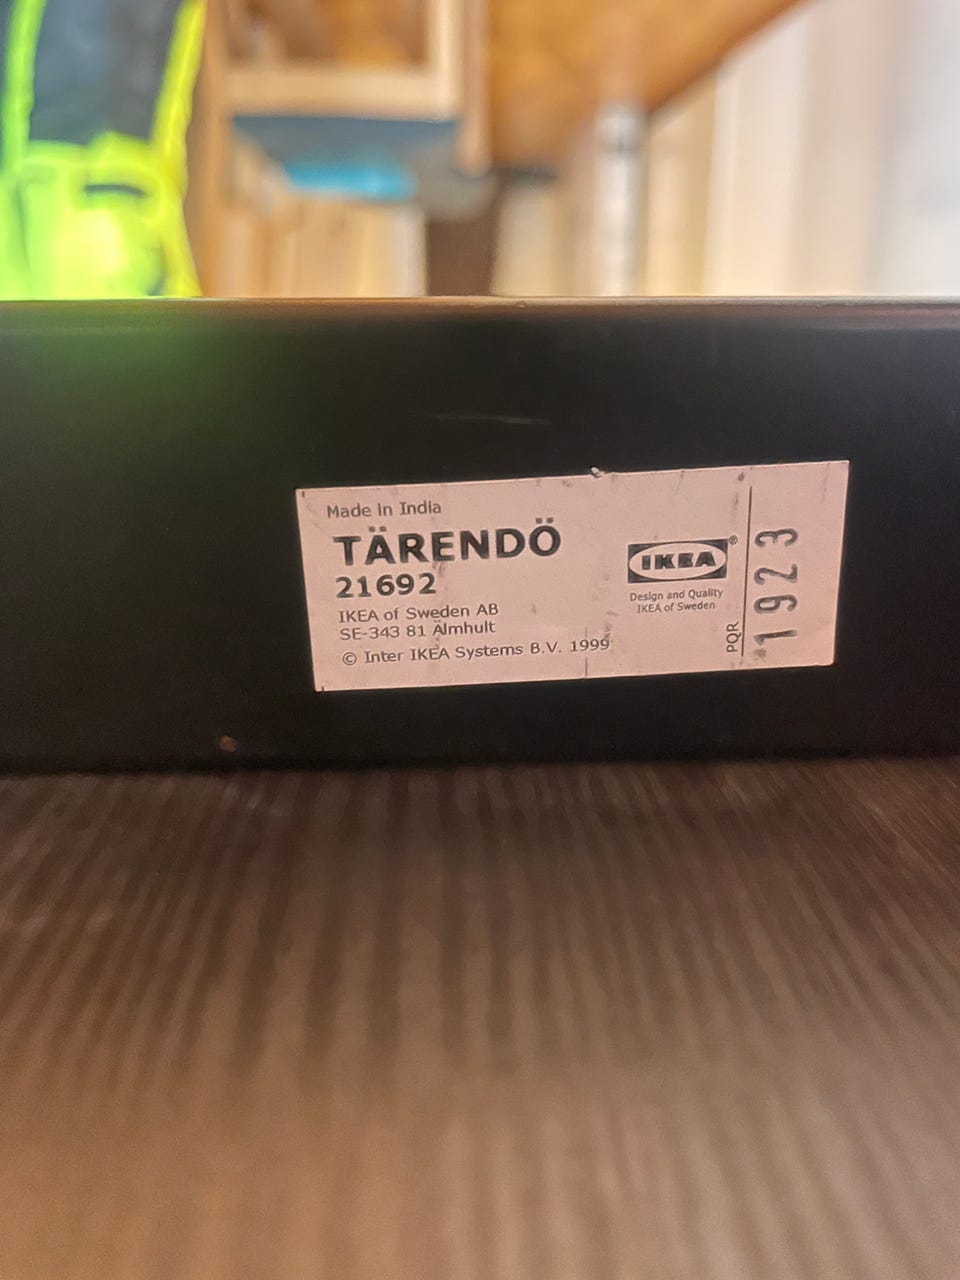 Made in India
TÄRENDÖ
21692
IKEA of Sweden AB
SE-343 81 Älmhult
© Inter IKEA Systems B.V. 1999
IKEA®
Design and Quality
IKEA of Sweden
PQR
1923